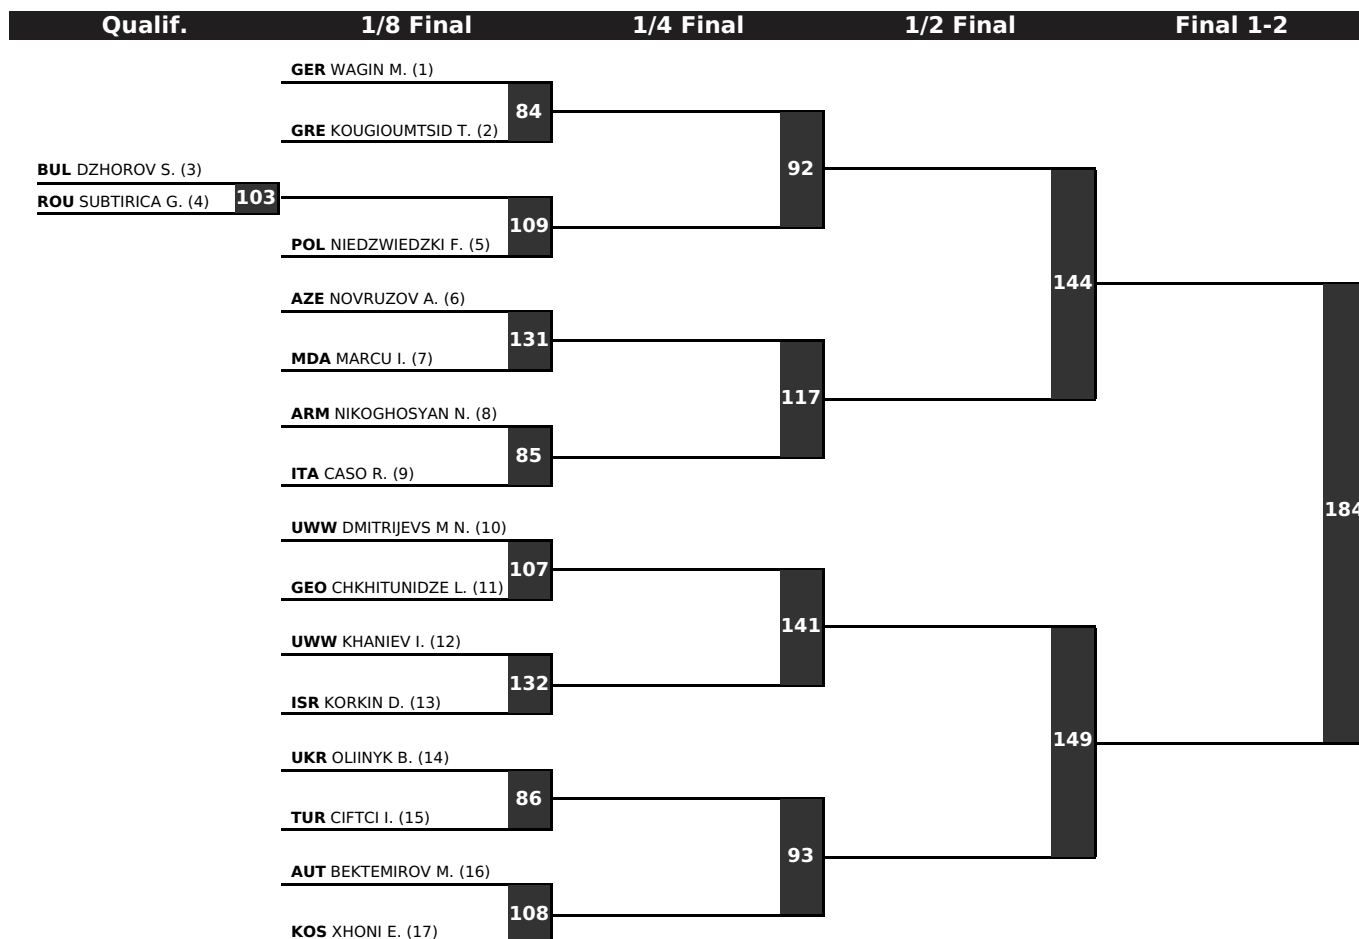 Qualif. 1/8 Final 1/4 Final 1/2 Final Final 1-2
GER WAGIN M. (1)
84
GRE KOUGIOUMTSID T. (2)
BUL DZHOROV S. (3)
92
ROU SUBTIRICA G. (4) 103
109
POL NIEDZWIEDZKI F. (5)
144
AZE NOVRUZOV A. (6)
131
MDA MARCU I. (7)
117
ARM NIKOGHOSYAN N. (8)
85
ITA CASO R. (9)
184
UWW DMITRIJEVS M N. (10)
107
GEO CHKHITUNIDZE L. (11)
141
UWW KHANIEV I. (12)
132
ISR KORKIN D. (13)
149
UKR OLIINYK B. (14)
86
TUR CIFTCI I. (15)
93
AUT BEKTEMIROV M. (16)
108
KOS XHONI E. (17)